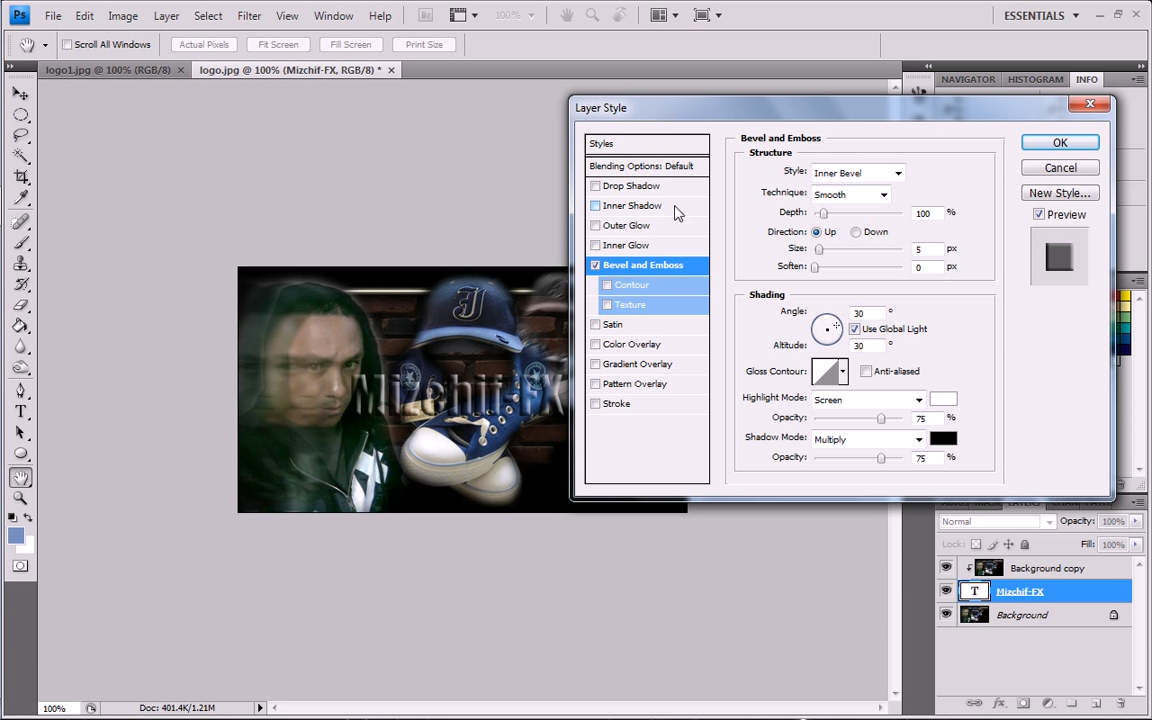 Ps File Edit Image Layer Select Filter View Window Help Br 100% ESSENTIALS
Scroll All Windows Actual Pixels Fit Screen Fill Screen Print Size
logo1.jpg @ 100% (RGB/8) logo.jpg @ 100% (Mizchif-FX, RGB/8) *
NAVIGATOR HISTOGRAM INFO
Layer Style
Styles
Blending Options: Default
Drop Shadow
Inner Shadow
Outer Glow
Inner Glow
Bevel and Emboss
Contour
Texture
Satin
Color Overlay
Gradient Overlay
Pattern Overlay
Stroke
Bevel and Emboss
Structure
Style: Inner Bevel
Technique: Smooth
Depth: 100 %
Direction: Up Down
Size: 5 px
Soften: 0 px
Shading
Angle: 30 °
Use Global Light
Altitude: 30 °
Gloss Contour: Anti-aliased
Highlight Mode: Screen
Opacity: 75 %
Shadow Mode: Multiply
Opacity: 75 %
OK
Cancel
New Style...
Preview
J
Mizchif-FX
Normal Opacity: 100%
Lock: Fill: 100%
Background copy
T Mizchif-FX
Background
100% Doc: 401.4K/1.21M